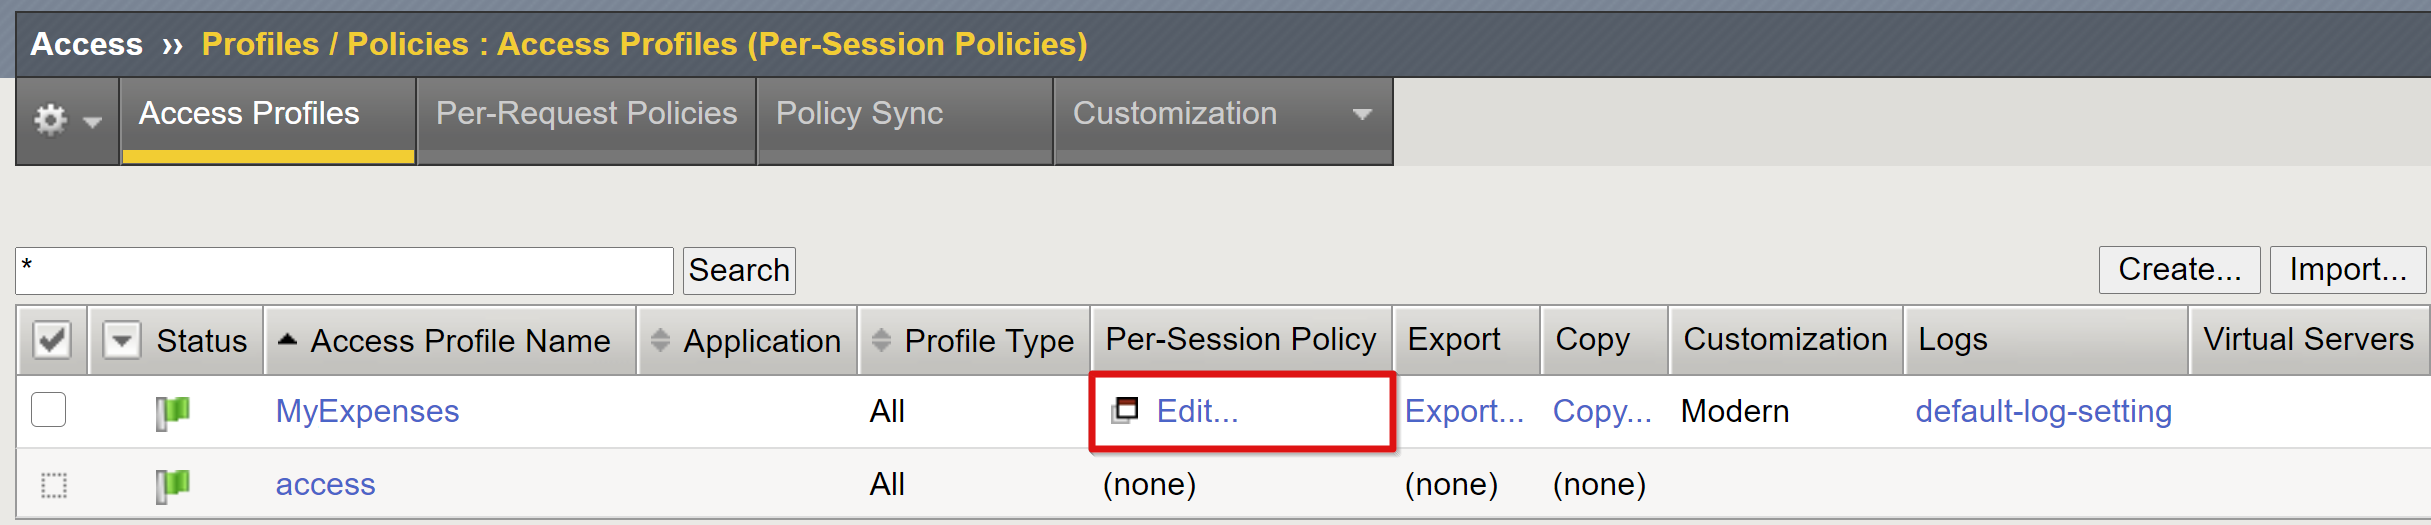 Access ›› Profiles / Policies : Access Profiles (Per-Session Policies)
Access Profiles Per-Request Policies Policy Sync Customization
* Search Create... Import...
Status Access Profile Name Application Profile Type Per-Session Policy Export Copy Customization Logs Virtual Servers
MyExpenses All Edit... Export... Copy... Modern default-log-setting
access All (none) (none) (none)